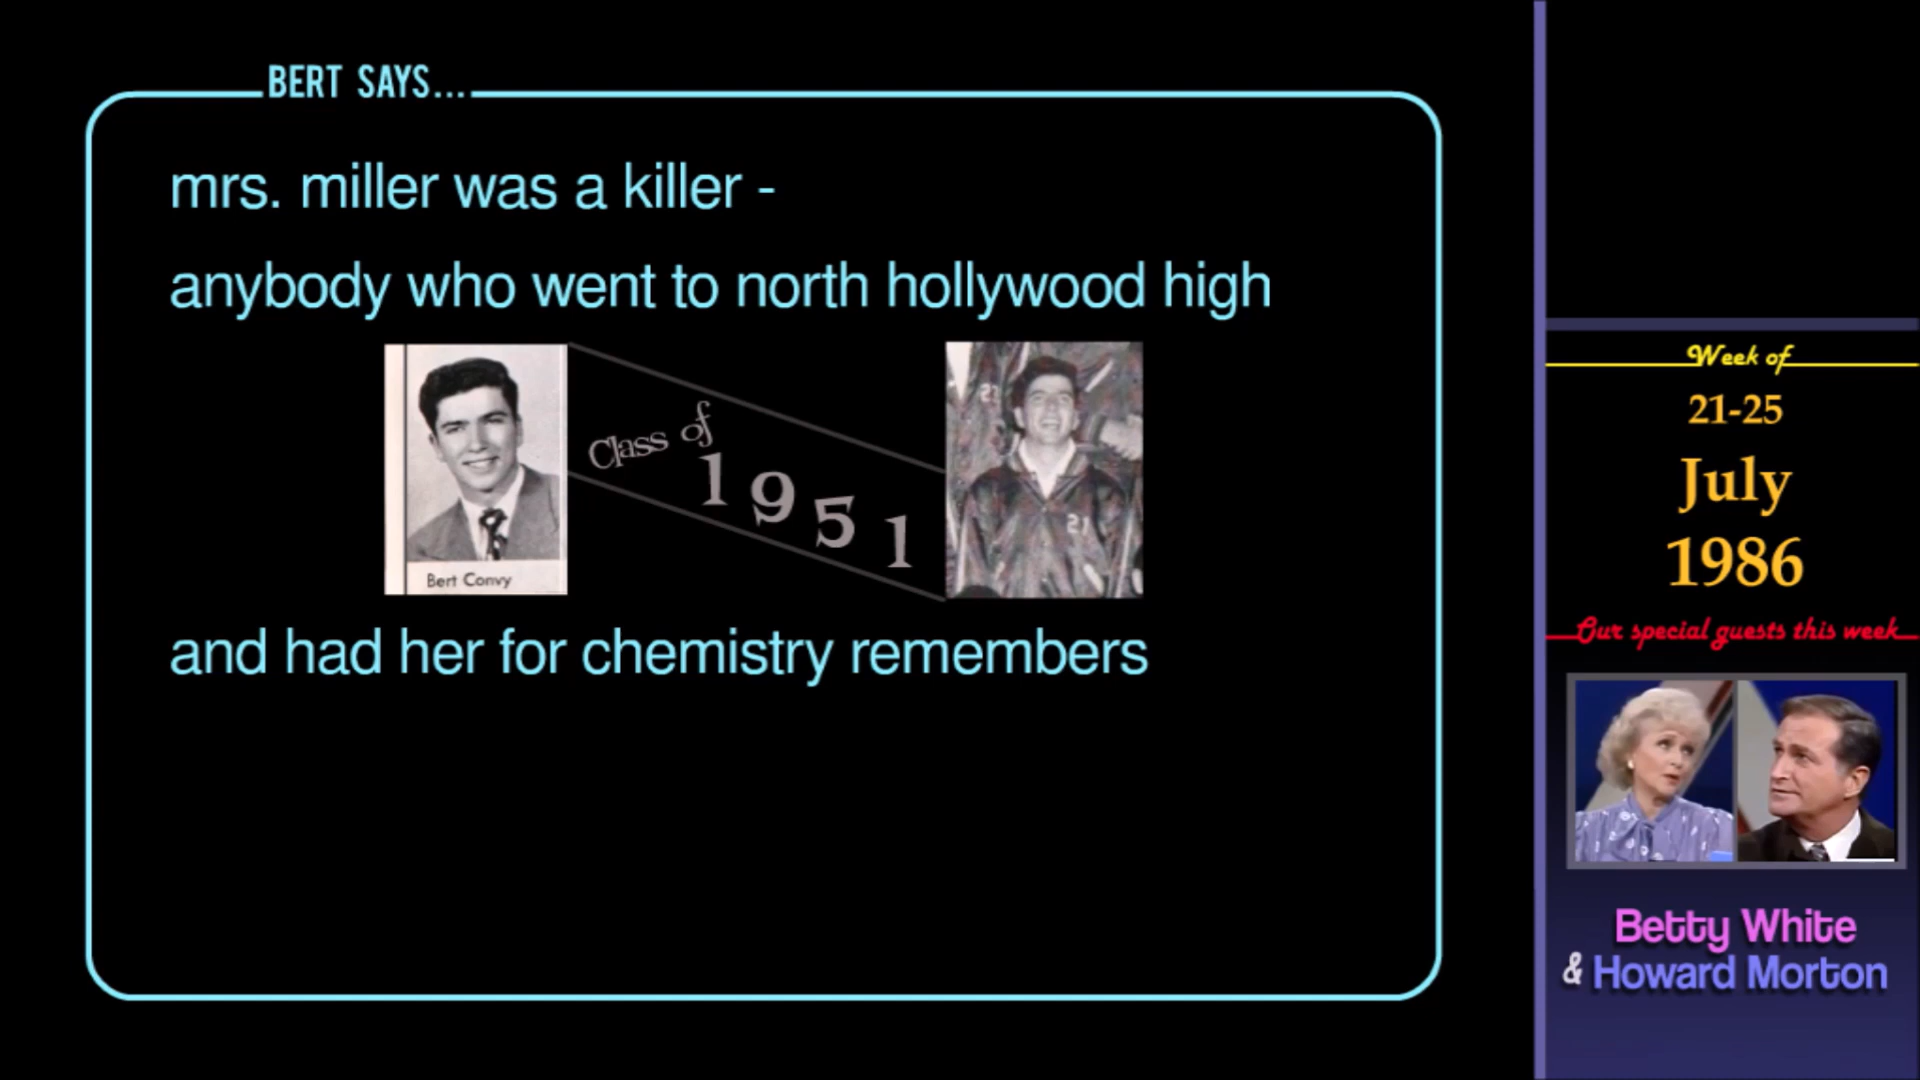 BERT SAYS...
mrs. miller was a killer -
anybody who went to north hollywood high
Bert Convy
Class of
1951
21
21
and had her for chemistry remembers
Week of
21-25
July
1986
Our special guests this week
Betty White
& Howard Morton